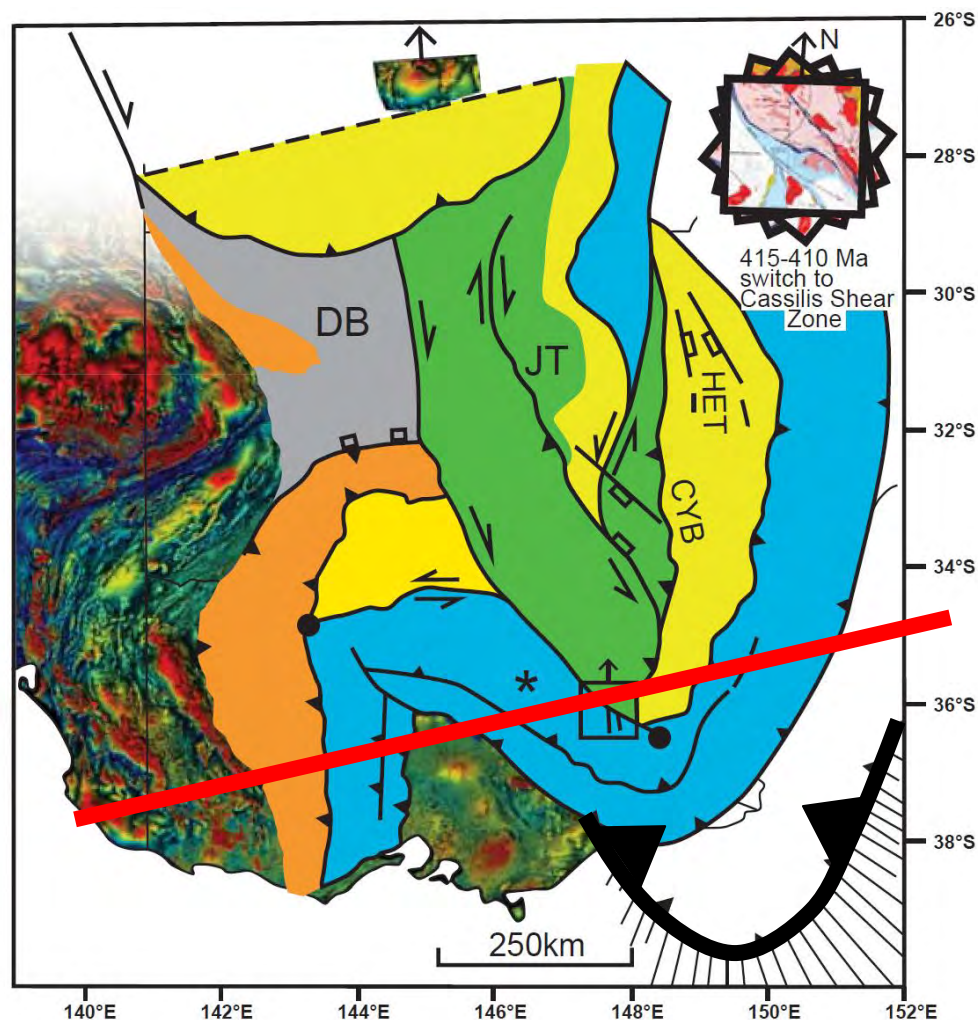 26°S
N
28°S
415-410 Ma
switch to
Cassilis Shear
Zone
30°S
DB
JT
HET
32°S
CYB
34°S
*
36°S
38°S
250km
140°E
142°E
144°E
146°E
148°E
150°E
152°E